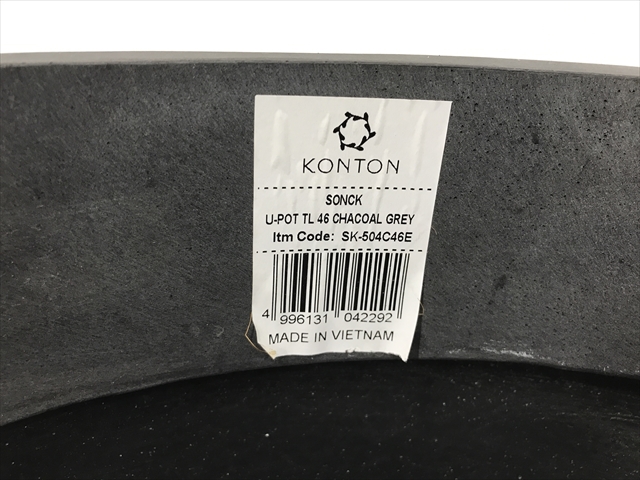 KONTON
SONCK
U-POT TL 46 CHACOAL GREY
Itm Code: SK-504C46E
4 996131 042292
MADE IN VIETNAM